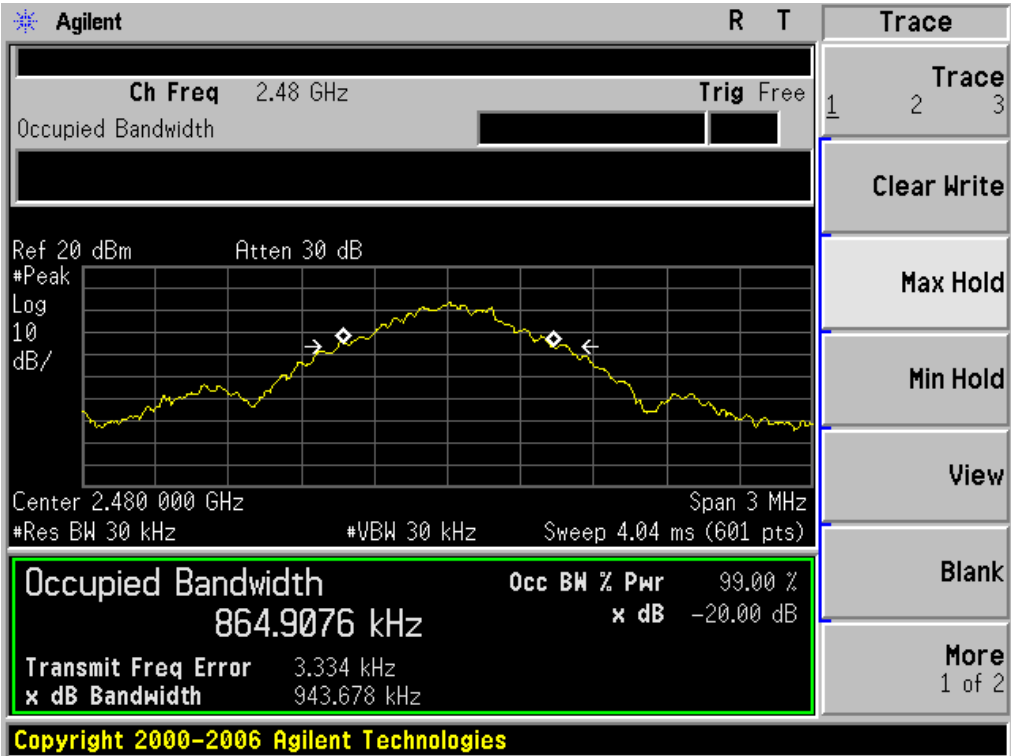 Agilent R T
Ch Freq 2.48 GHz Trig Free
Occupied Bandwidth
Ref 20 dBm Atten 30 dB
#Peak
Log
10
dB/
Center 2.480 000 GHz Span 3 MHz
#Res BW 30 kHz #VBW 30 kHz Sweep 4.04 ms (601 pts)
Occupied Bandwidth
864.9076 kHz
Occ BW % Pwr 99.00 %
x dB -20.00 dB
Transmit Freq Error 3.334 kHz
x dB Bandwidth 943.678 kHz
Copyright 2000-2006 Agilent Technologies
Trace
Trace
1 2 3
Clear Write
Max Hold
Min Hold
View
Blank
More
1 of 2